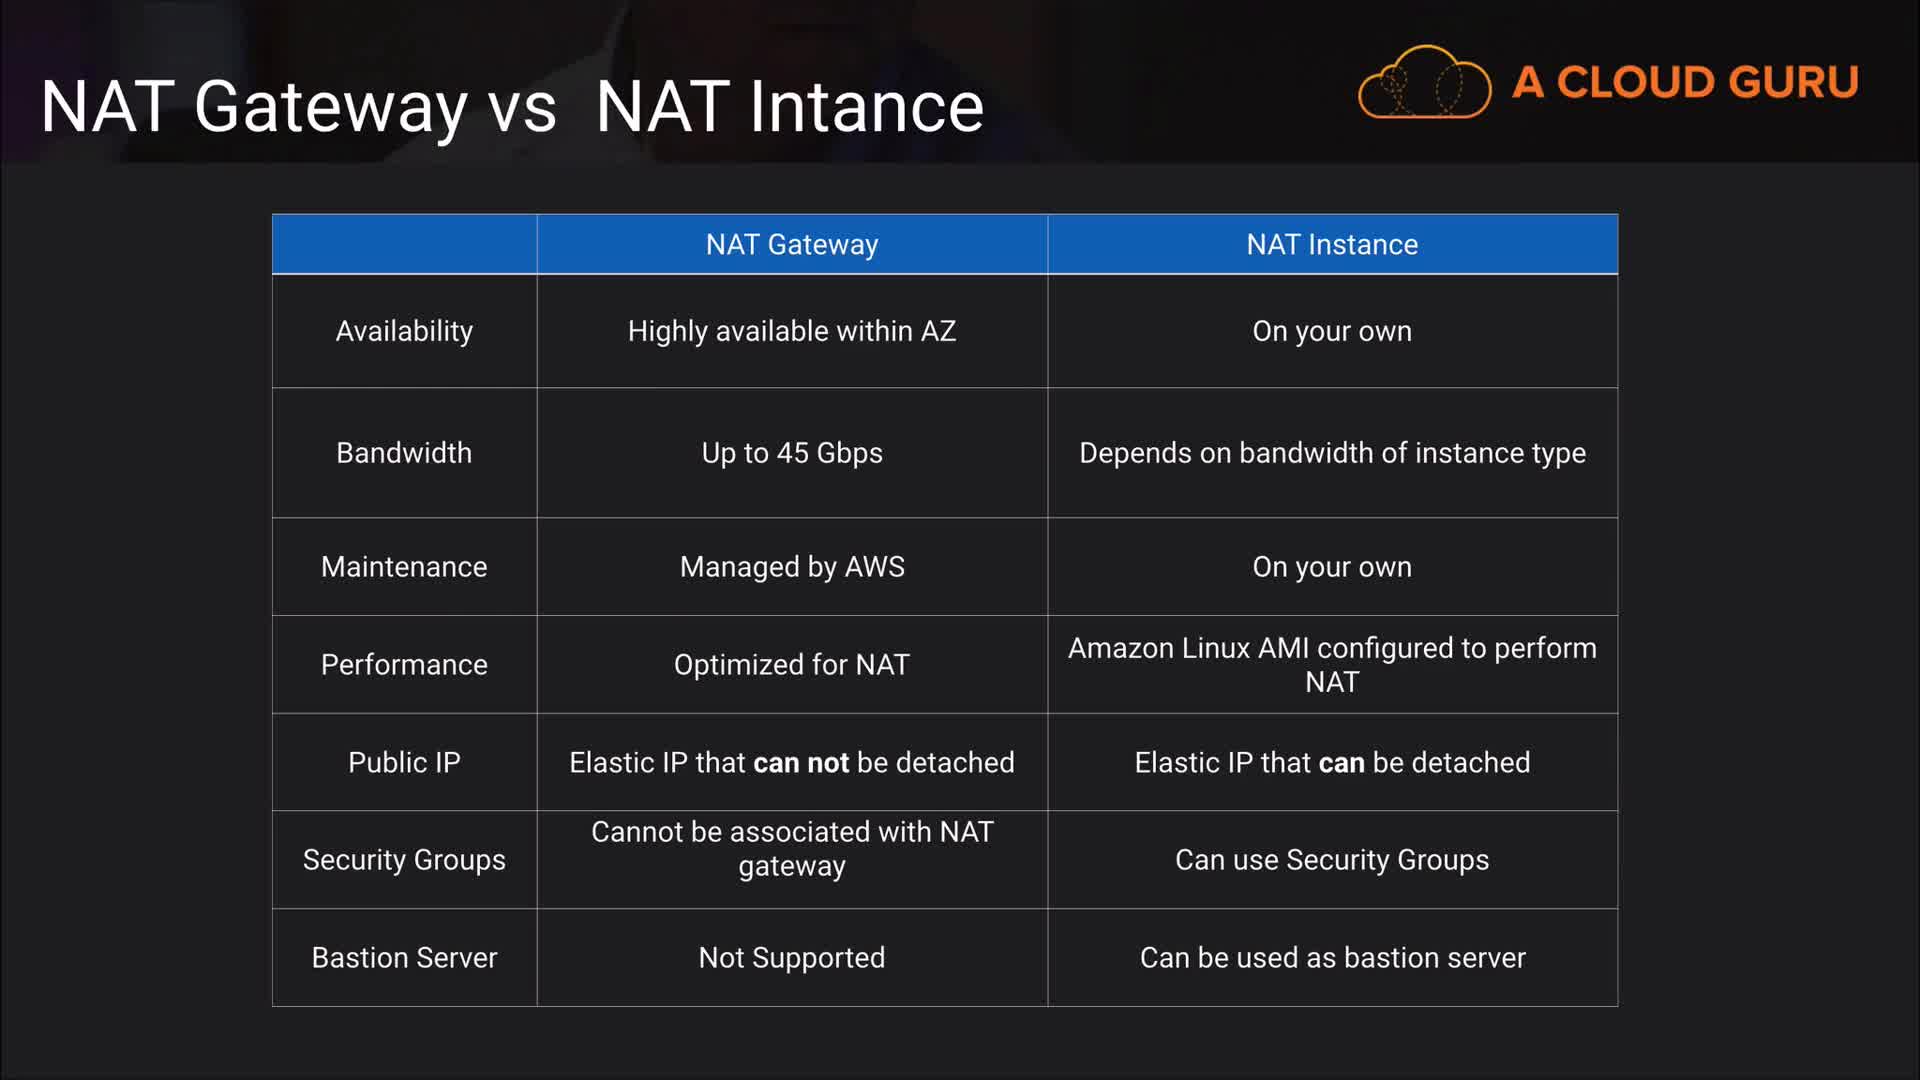 NAT Gateway vs  NAT Intance
A CLOUD GURU
NAT Gateway
NAT Instance
Availability
Highly available within AZ
On your own
Bandwidth
Up to 45 Gbps
Depends on bandwidth of instance type
Maintenance
Managed by AWS
On your own
Performance
Optimized for NAT
Amazon Linux AMI configured to perform
NAT
Public IP
Elastic IP that can not be detached
Elastic IP that can be detached
Security Groups
Cannot be associated with NAT
gateway
Can use Security Groups
Bastion Server
Not Supported
Can be used as bastion server